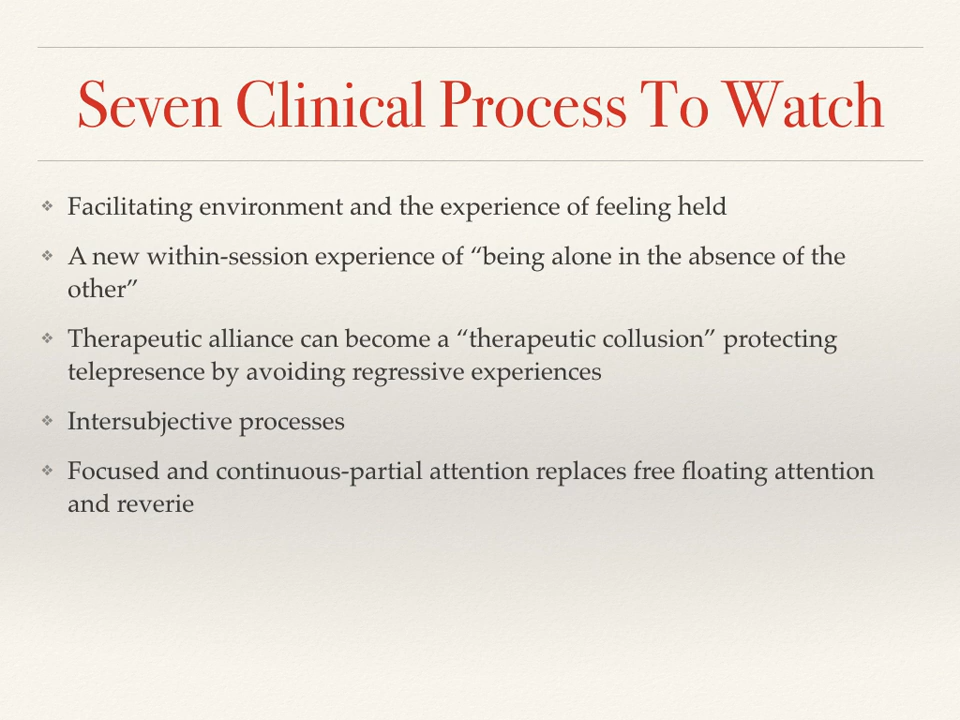 Seven Clinical Process To Watch
❖ Facilitating environment and the experience of feeling held
❖ A new within-session experience of “being alone in the absence of the
other”
❖ Therapeutic alliance can become a “therapeutic collusion” protecting
telepresence by avoiding regressive experiences
❖ Intersubjective processes
❖ Focused and continuous-partial attention replaces free floating attention
and reverie